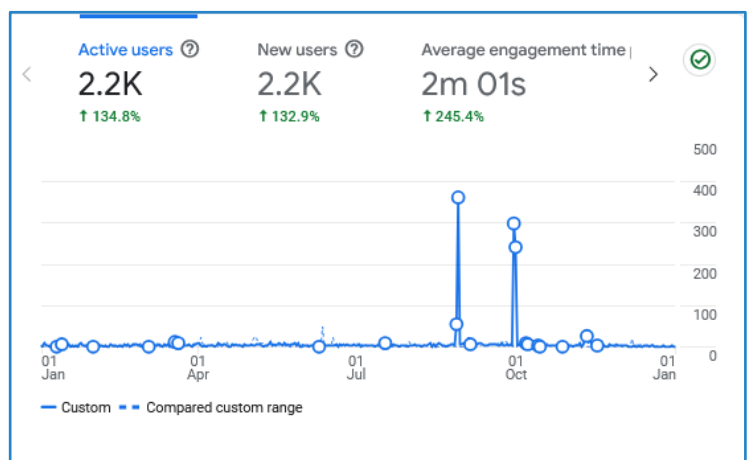 Active users
2.2K
↑ 134.8%
New users
2.2K
↑ 132.9%
Average engagement time
2m 01s
↑ 245.4%
500
400
300
200
100
0
01 Jan
01 Apr
01 Jul
01 Oct
01 Jan
Custom
Compared custom range